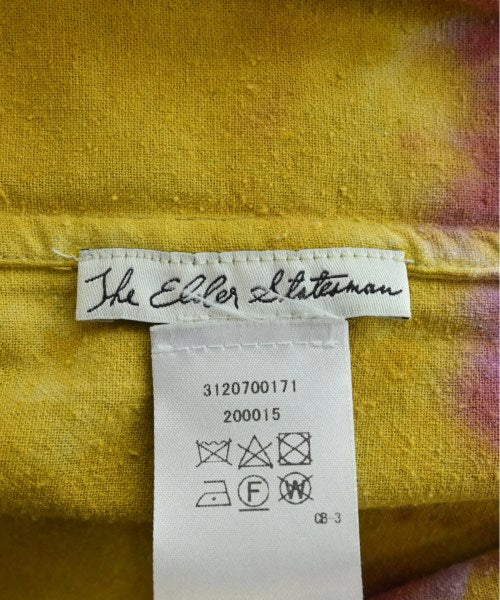 The Elder Statesman
3120700171
200015
F W
CB-3